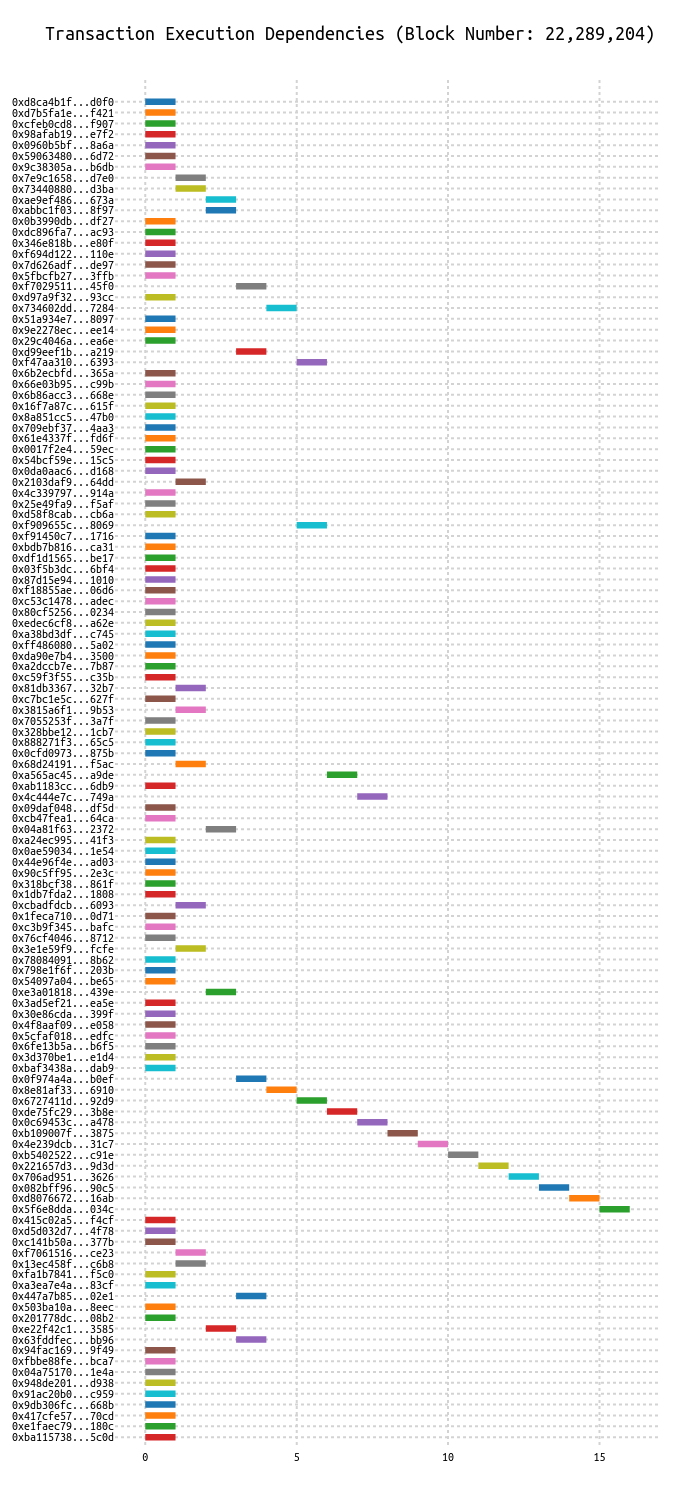 Transaction Execution Dependencies (Block Number: 22,289,204)
0xd8ca4b1f...d0f0
0xd7b5fa1e...f421
0xcfeb0cd8...f907
0x98afab19...e7f2
0x0960b5bf...8a6a
0x59063480...6d72
0x9c38305a...b6db
0x7e9c1658...d7e0
0x73440880...d3ba
0xae9ef486...673a
0xabbc1f03...8f97
0x0b3990db...df27
0xdc896fa7...ac93
0x346e818b...e80f
0xf694d122...110e
0x7d626adf...de97
0x5fbcfb27...3ffb
0xf7029511...45f0
0xd97a9f32...93cc
0x734602dd...7284
0x51a934e7...8097
0x9e2278ec...ee14
0x29c4046a...ea6e
0xd99eef1b...a219
0xf47aa310...6393
0x6b2ecbfd...365a
0x66e03b95...c99b
0x6b86acc3...668e
0x16f7a87c...615f
0x8a851cc5...47b0
0x709ebf37...4aa3
0x61e4337f...fd6f
0x0017f2e4...59ec
0x54bcf59e...15c5
0x0da0aac6...d168
0x2103daf9...64dd
0x4c339797...914a
0x25e49fa9...f5af
0xd58f8cab...cb6a
0xf909655c...8069
0xf91450c7...1716
0xbdb7b816...ca31
0xdf1d1565...be17
0x03f5b3dc...6bf4
0x87d15e94...1010
0xf18855ae...06d6
0xc53c1478...adec
0x80cf5256...0234
0xedec6cf8...a62e
0xa38bd3df...c745
0xff486080...5a02
0xda90e7b4...3500
0xa2dccb7e...7b87
0xc59f3f55...c35b
0x81db3367...32b7
0xc7bc1e5c...627f
0x3815a6f1...9b53
0x7055253f...3a7f
0x328bbe12...1cb7
0x888271f3...65c5
0x0cfd0973...875b
0x68d24191...f5ac
0xa565ac45...a9de
0xab1183cc...6db9
0x4c444e7c...749a
0x09daf048...df5d
0xcb47fea1...64ca
0x04a81f63...2372
0xa24ec995...41f3
0x0ae59034...1e54
0x44e96f4e...ad03
0x90c5ff95...2e3c
0x318bcf38...861f
0x1db7fda2...1808
0xcbadfdcb...6093
0x1feca710...0d71
0xc3b9f345...bafc
0x76cf4046...8712
0x3e1e59f9...fcfe
0x78084091...8b62
0x798e1f6f...203b
0x54097a04...be65
0xe3a01818...439e
0x3ad5ef21...ea5e
0x30e86cda...399f
0x4f8aaf09...e058
0x5cfaf018...edfc
0x6fe13b5a...b6f5
0x3d370be1...e1d4
0xbaf3438a...dab9
0x0f974a4a...b0ef
0x8e81af33...6910
0x6727411d...92d9
0xde75fc29...3b8e
0x0c69453c...a478
0xb109007f...3875
0x4e239dcb...31c7
0xb5402522...c91e
0x221657d3...9d3d
0x706ad951...3626
0x082bff96...90c5
0xd8076672...16ab
0x5f6e8dda...034c
0x415c02a5...f4cf
0xd5d032d7...4f78
0xc141b50a...377b
0xf7061516...ce23
0x13ec458f...c6b8
0xfa1b7841...f5c0
0xa3ea7e4a...83cf
0x447a7b85...02e1
0x503ba10a...8eec
0x201778dc...08b2
0xe22f42c1...3585
0x63fddfec...bb96
0x94fac169...9f49
0xfbbe88fe...bca7
0x04a75170...1e4a
0x948de201...d938
0x91ac20b0...c959
0x9db306fc...668b
0x417cfe57...70cd
0xe1faec79...180c
0xba115738...5c0d
0 5 10 15